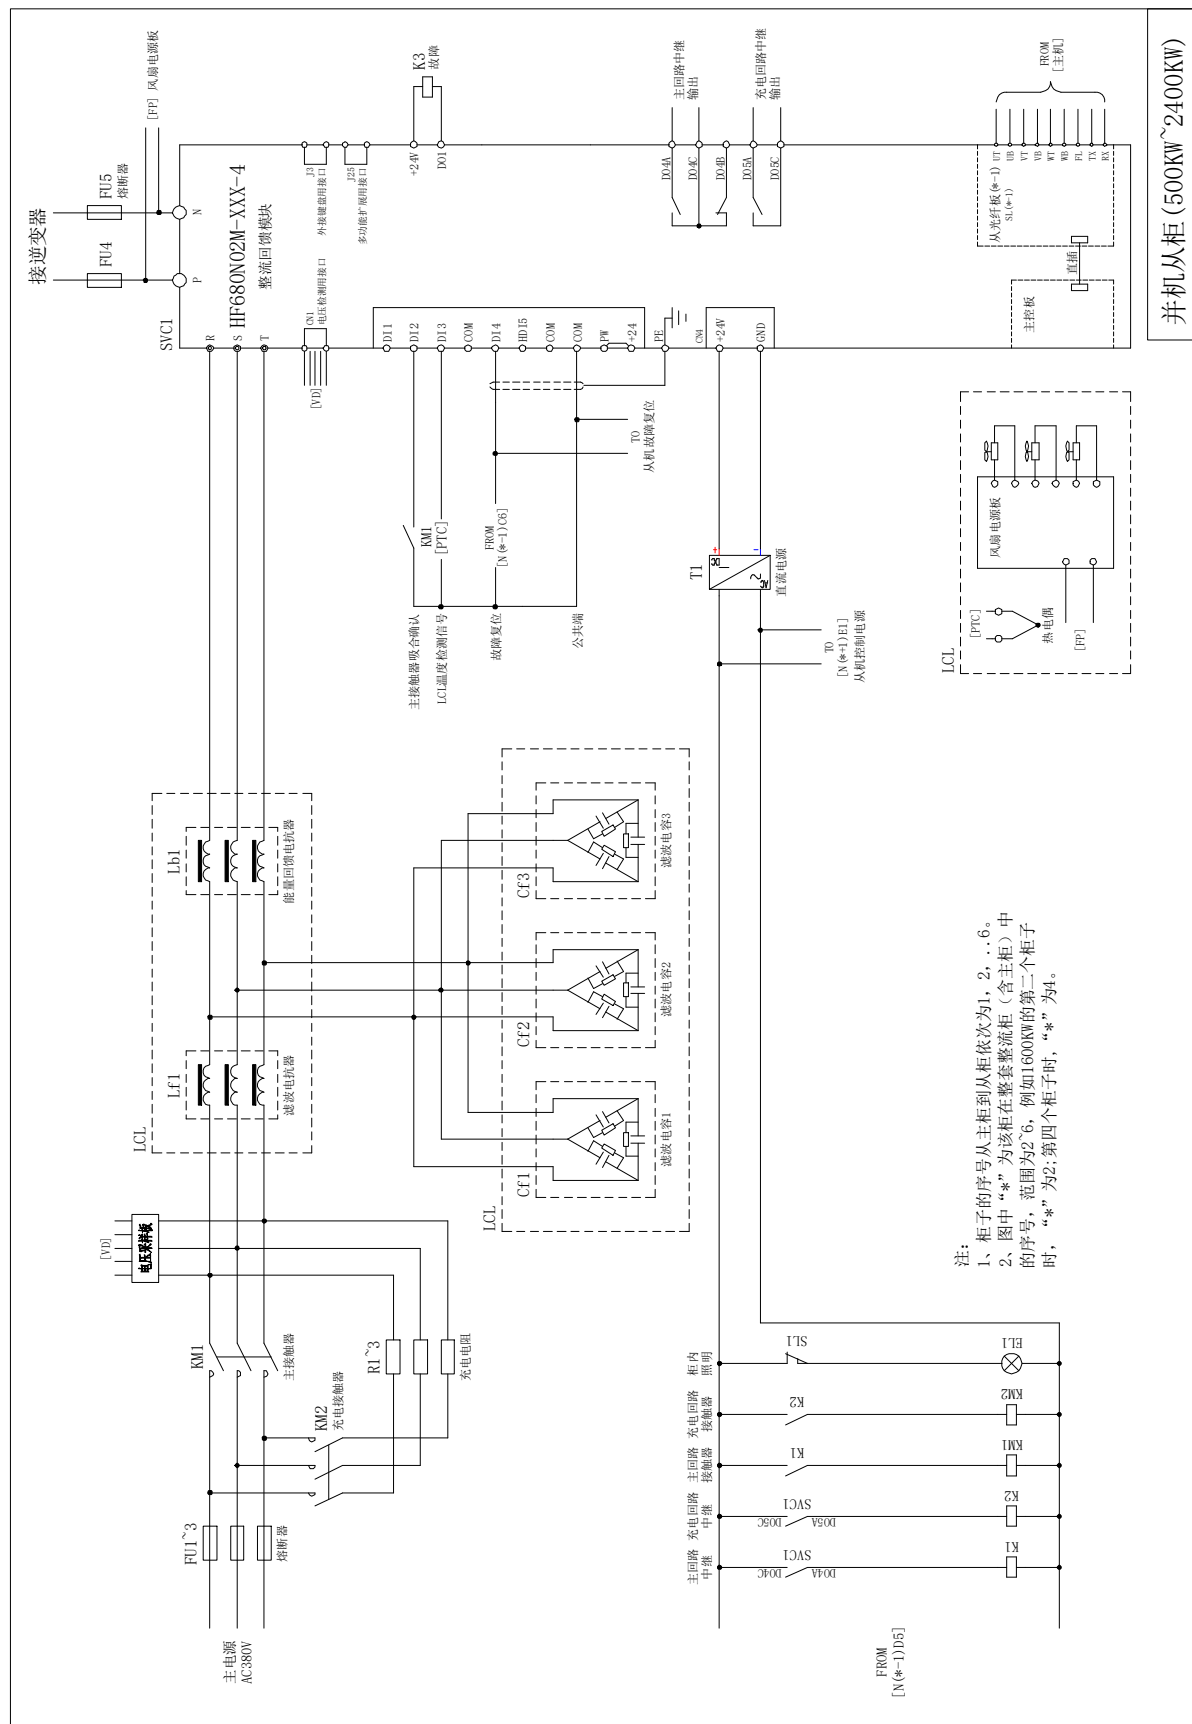 接逆变器
FU4
FU5
熔断器
[FP] 风扇电源板
P
N
SVC1
HF680N02M-XXX-4
整流回馈模块
R
S
T
CN1
电压检测用接口
[VD]
J3
外接键盘用接口
J25
多功能扩展用接口
+24V
DO1
K3
故障
DI1
DI2
DI3
COM
DI4
HDI5
COM
COM
PW
+24
PE
CN4
+24V
GND
DO4A
DO4C
DO4B
DO5A
DO5C
主回路中继
输出
充电回路中继
输出
主控板
直插
从光纤板(*-1)
SL(*-1)
UT
UB
VT
VB
WT
WB
FL
TX
RX
FROM
[主机]
并机从柜(500KW~2400KW)
KM1
[PTC]
FROM
[N(*-1)C6]
主接触器吸合确认
LCL温度检测信号
故障复位
公共端
TO
从机故障复位
T1
DC
AC
+
-
直流电源
TO
[N(*+1)E1]
从机控制电源
LCL
[PTC]
热电偶
[FP]
风扇电源板
LCL
Lb1
能量回馈电抗器
Lf1
滤波电抗器
LCL
Cf1
滤波电容1
Cf2
滤波电容2
Cf3
滤波电容3
[VD]
电压采样板
KM1
主接触器
KM2
充电接触器
R1~3
充电电阻
FU1~3
熔断器
主电源
AC380V
主回路
中继
DO4C
DO4A
SVC1
K1
充电回路
中继
DO5C
DO5A
SVC1
K2
主回路
接触器
K1
KM1
充电回路
接触器
K2
KM2
柜内
照明
SL1
EL1
FROM
[N(*-1)D5]
注:
1、柜子的序号从主柜到从柜依次为1, 2, ..6。
2、图中“*”为该柜在整套整流柜（含主柜）中
的序号，范围为2~6, 例如1600KW的第二个柜子
时，“*”为2;第四个柜子时，“*”为4。